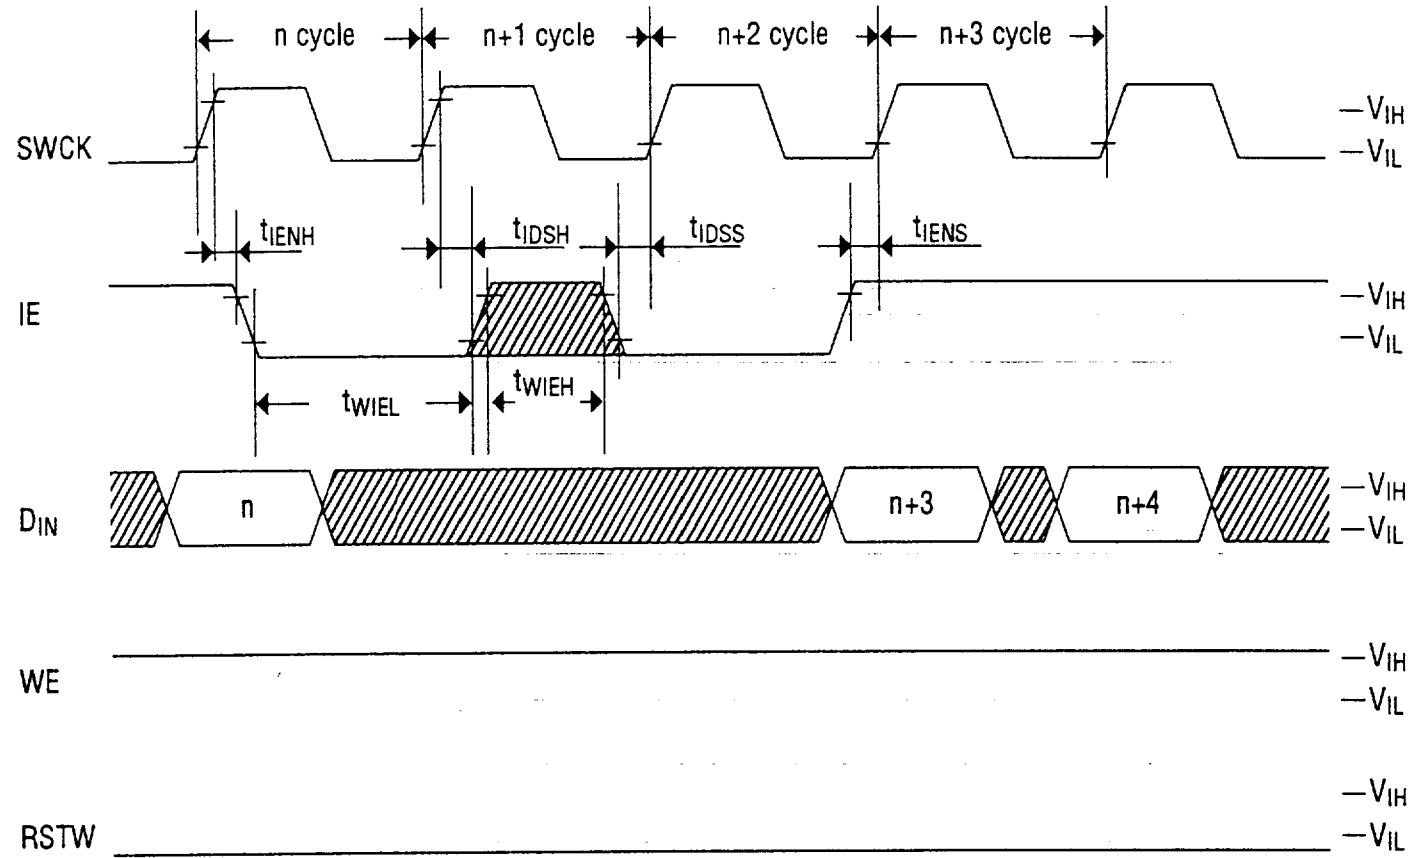 n cycle n+1 cycle n+2 cycle n+3 cycle
SWCK
VIH
VIL
tIENH tIDSH tIDSS tIENS
IE
VIH
VIL
tWIEL tWIEH
DIN
n n+3 n+4
VIH
VIL
WE
VIH
VIL
RSTW
VIH
VIL